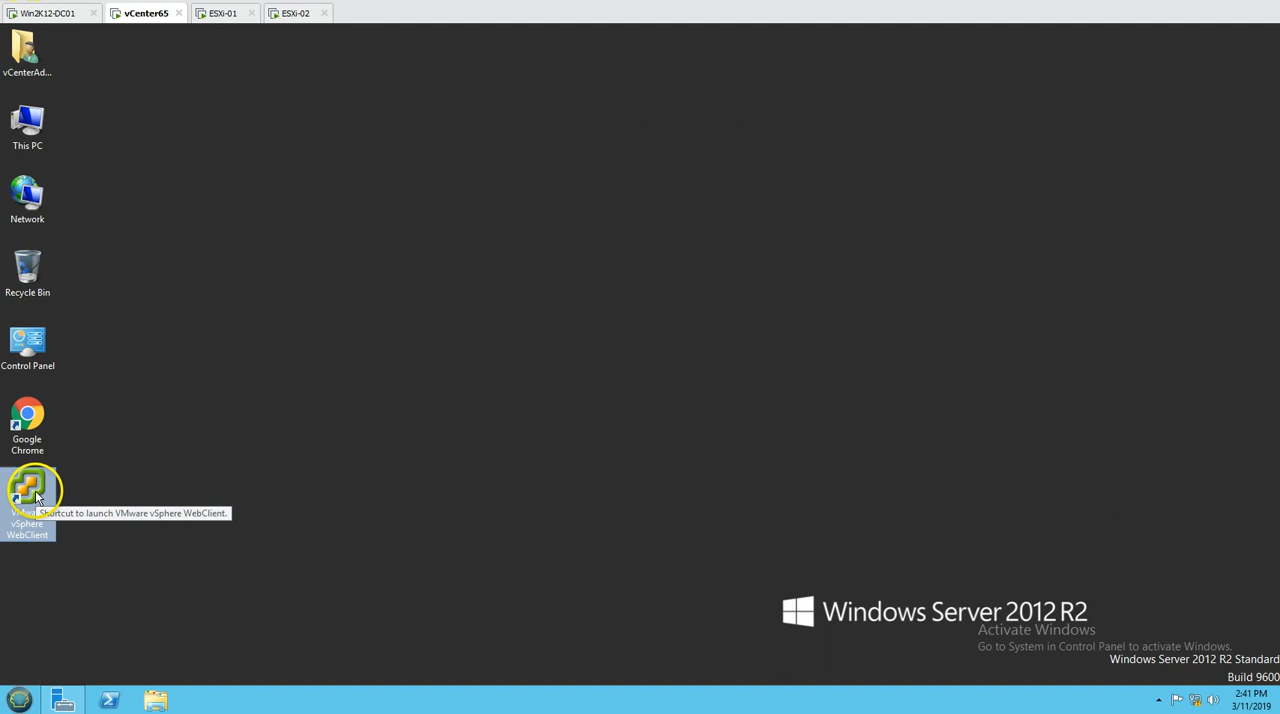 Win2K12-DC01
vCenter65
ESXi-01
ESXi-02
vCenterAd...
This PC
Network
Recycle Bin
Control Panel
Google
Chrome
Shortcut to launch VMware vSphere WebClient.
vSphere
WebClient
Windows Server 2012 R2
Activate Windows
Go to System in Control Panel to activate Windows.
Windows Server 2012 R2 Standard
Build 9600
2:41 PM
3/11/2019